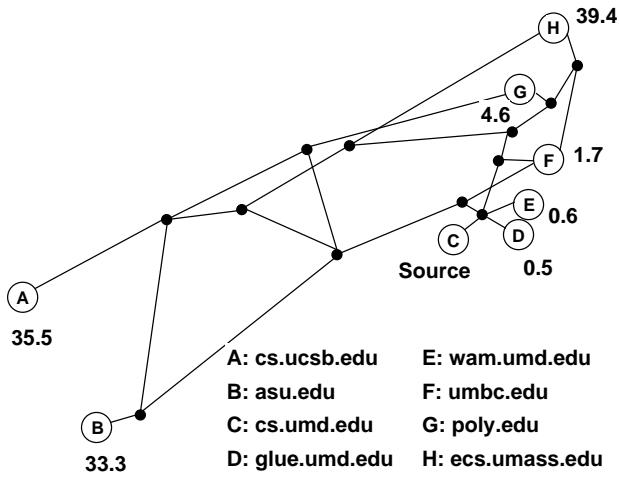 H 39.4
G
4.6
F 1.7
E
0.6
D
C
Source 0.5
A
35.5
B
33.3
A: cs.ucsb.edu E: wam.umd.edu
B: asu.edu F: umbc.edu
C: cs.umd.edu G: poly.edu
D: glue.umd.edu H: ecs.umass.edu